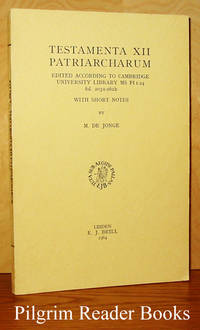 TESTAMENTA XII
PATRIARCHARUM
EDITED ACCORDING TO CAMBRIDGE
UNIVERSITY LIBRARY MS Ff 1.24
fol. 203a-262b
WITH SHORT NOTES
BY
M. DE JONGE
LEIDEN
E. J. BRILL
1964
Pilgrim Reader Books